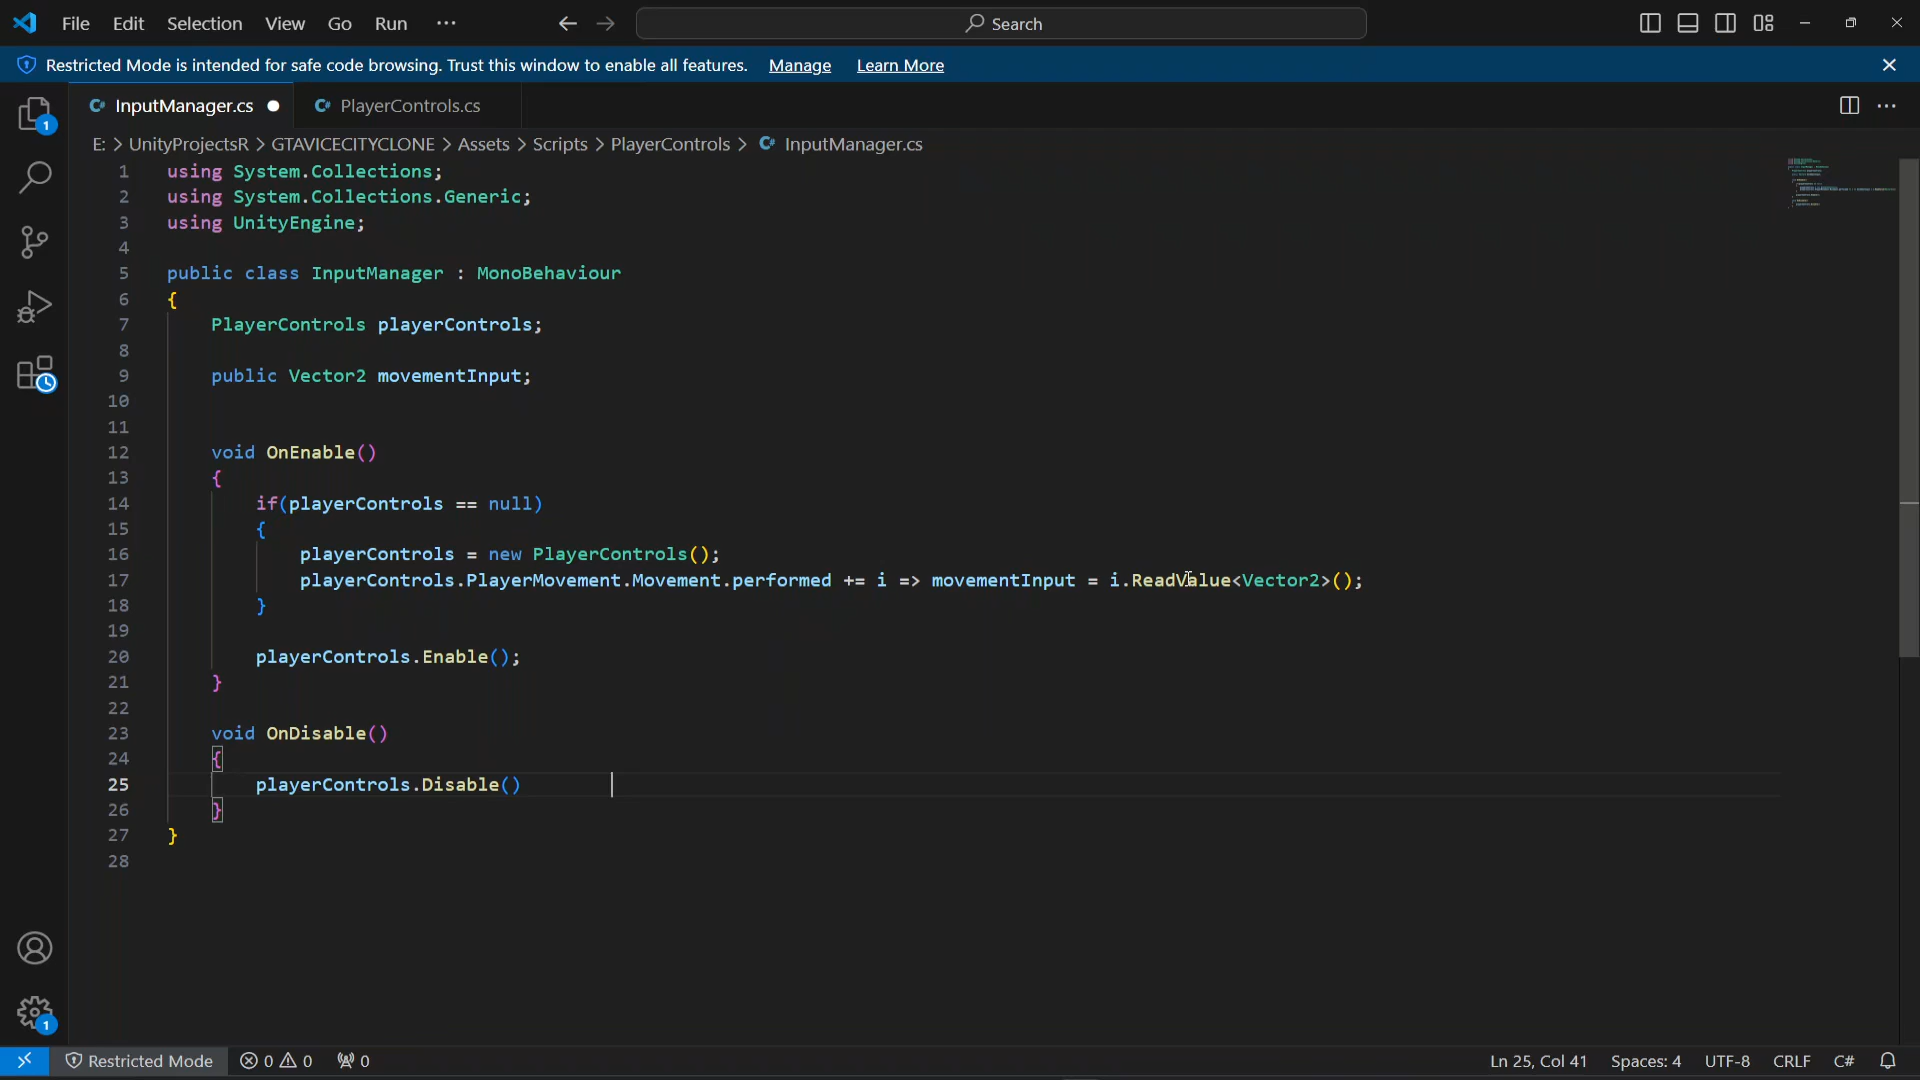 File Edit Selection View Go Run ··· Search
Restricted Mode is intended for safe code browsing. Trust this window to enable all features. Manage Learn More
InputManager.cs PlayerControls.cs
E: > UnityProjectsR > GTAVICECITYCLONE > Assets > Scripts > PlayerControls > InputManager.cs
1 using System.Collections;
2 using System.Collections.Generic;
3 using UnityEngine;
4
5 public class InputManager : MonoBehaviour
6 {
7 PlayerControls playerControls;
8
9 public Vector2 movementInput;
10
11
12 void OnEnable()
13 {
14 if(playerControls == null)
15 {
16 playerControls = new PlayerControls();
17 playerControls.PlayerMovement.Movement.performed += i => movementInput = i.ReadValue<Vector2>();
18 }
19
20 playerControls.Enable();
21 }
22
23 void OnDisable()
24 {
25 playerControls.Disable()
26 }
27 }
28
1
1
Restricted Mode 0 0 0 Ln 25, Col 41 Spaces: 4 UTF-8 CRLF C#